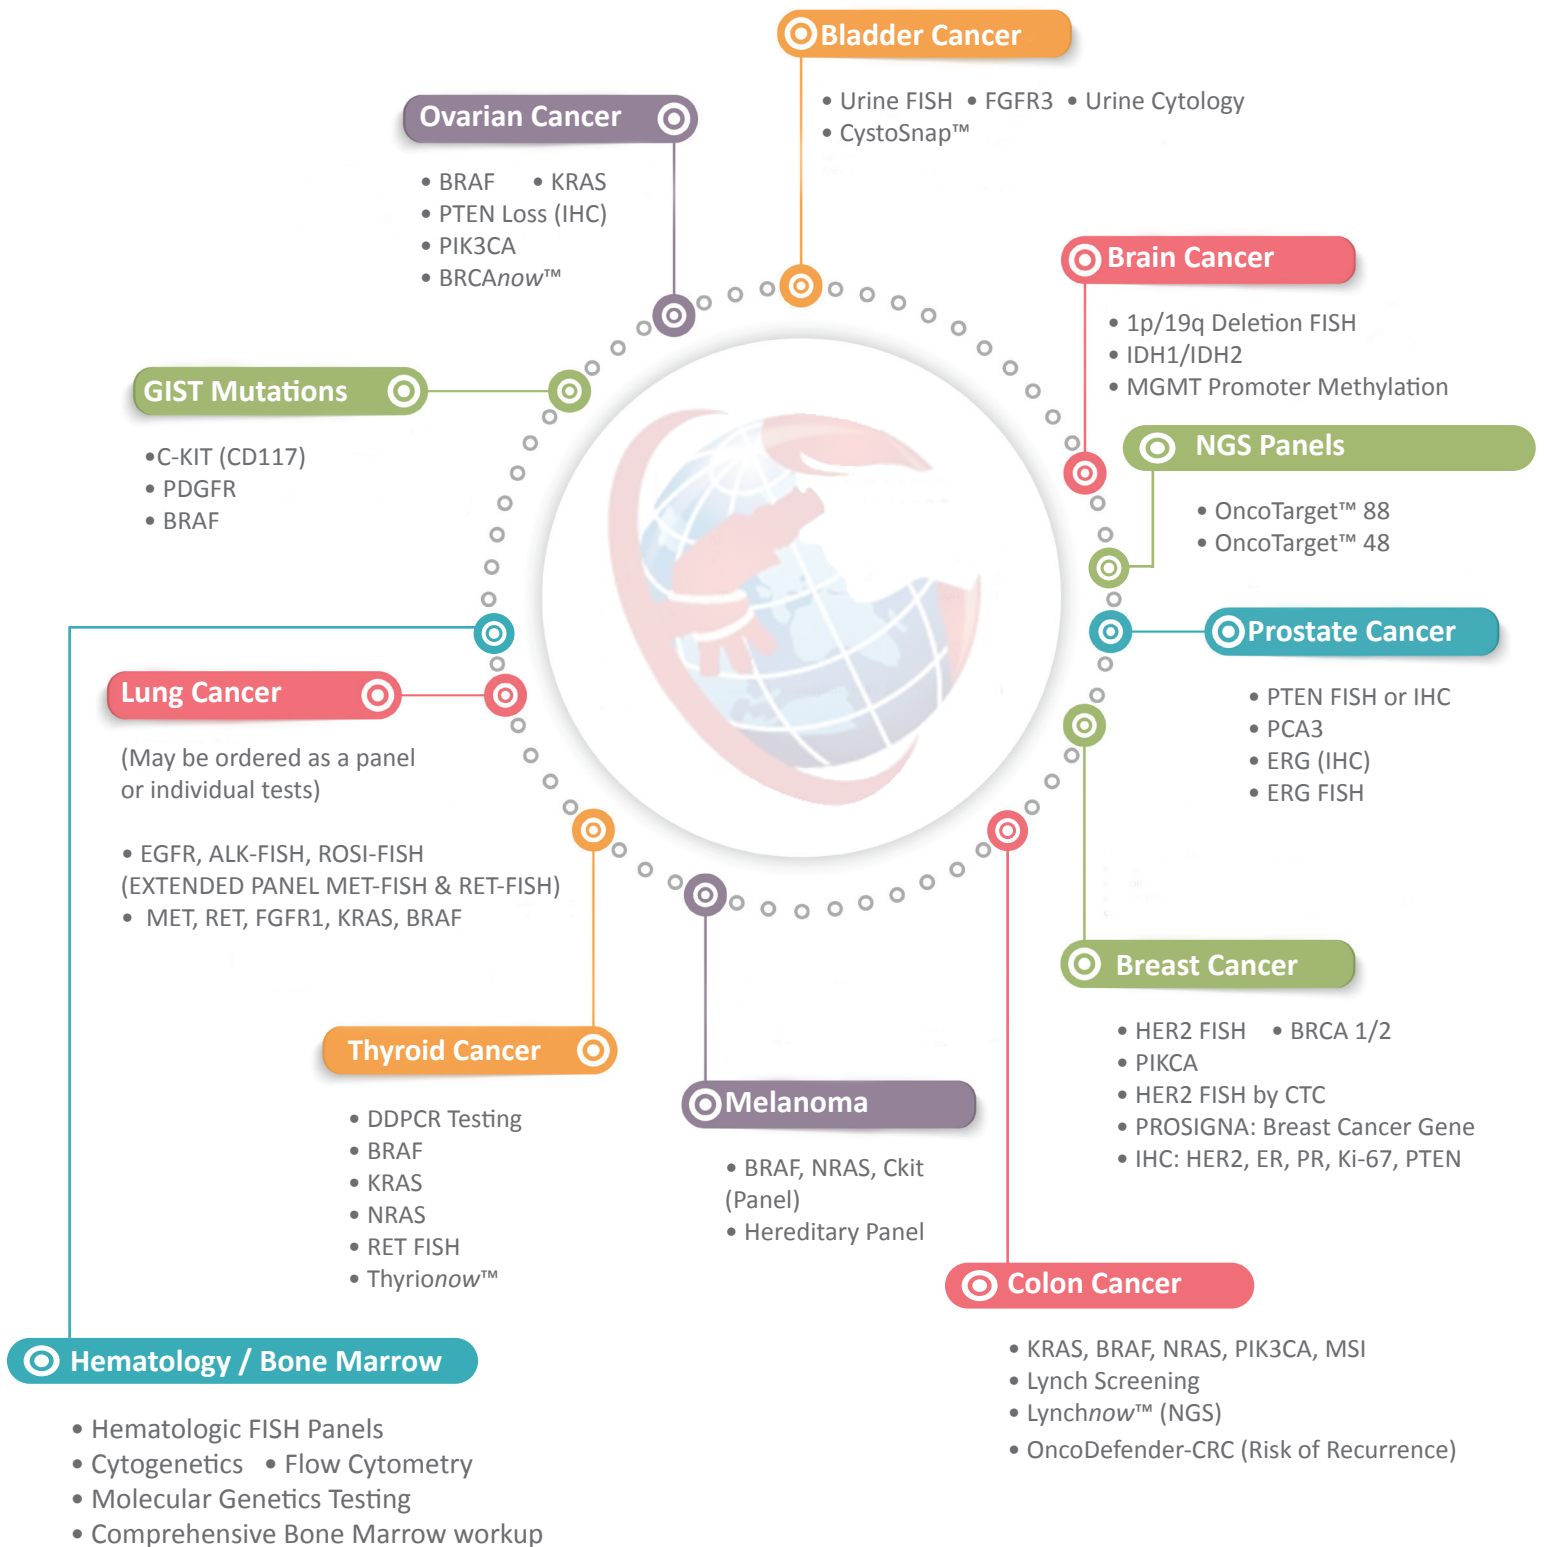 Bladder Cancer
• Urine FISH • FGFR3 • Urine Cytology
• CystoSnap™
Ovarian Cancer
• BRAF • KRAS
• PTEN Loss (IHC)
• PIK3CA
• BRCAnow™
Brain Cancer
• 1p/19q Deletion FISH
• IDH1/IDH2
• MGMT Promoter Methylation
GIST Mutations
•C-KIT (CD117)
• PDGFR
• BRAF
NGS Panels
• OncoTarget™ 88
• OncoTarget™ 48
Prostate Cancer
• PTEN FISH or IHC
• PCA3
• ERG (IHC)
• ERG FISH
Lung Cancer
(May be ordered as a panel
or individual tests)
• EGFR, ALK-FISH, ROSI-FISH
(EXTENDED PANEL MET-FISH & RET-FISH)
• MET, RET, FGFR1, KRAS, BRAF
Breast Cancer
• HER2 FISH • BRCA 1/2
• PIKCA
• HER2 FISH by CTC
• PROSIGNA: Breast Cancer Gene
• IHC: HER2, ER, PR, Ki-67, PTEN
Thyroid Cancer
• DDPCR Testing
• BRAF
• KRAS
• NRAS
• RET FISH
• Thyrionow™
Melanoma
• BRAF, NRAS, Ckit
(Panel)
• Hereditary Panel
Colon Cancer
• KRAS, BRAF, NRAS, PIK3CA, MSI
• Lynch Screening
• Lynchnow™ (NGS)
• OncoDefender-CRC (Risk of Recurrence)
Hematology / Bone Marrow
• Hematologic FISH Panels
• Cytogenetics • Flow Cytometry
• Molecular Genetics Testing
• Comprehensive Bone Marrow workup